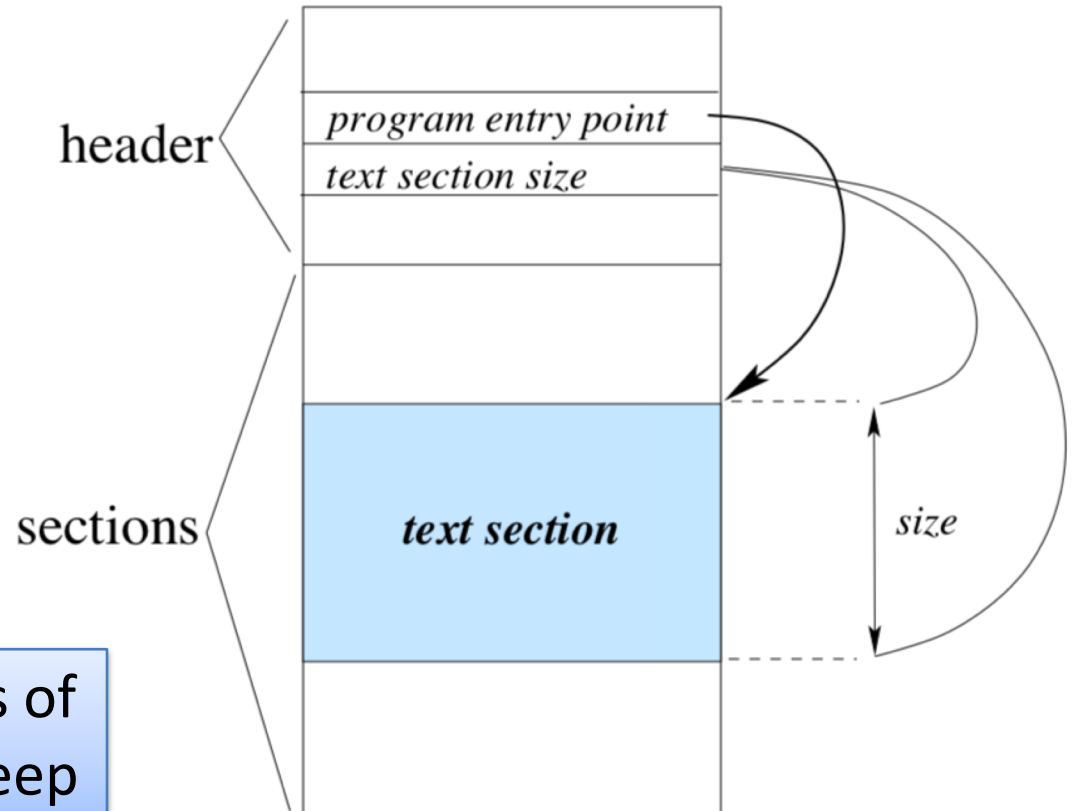 program entry point
header
text section size
text section
size
sections
s of
eep